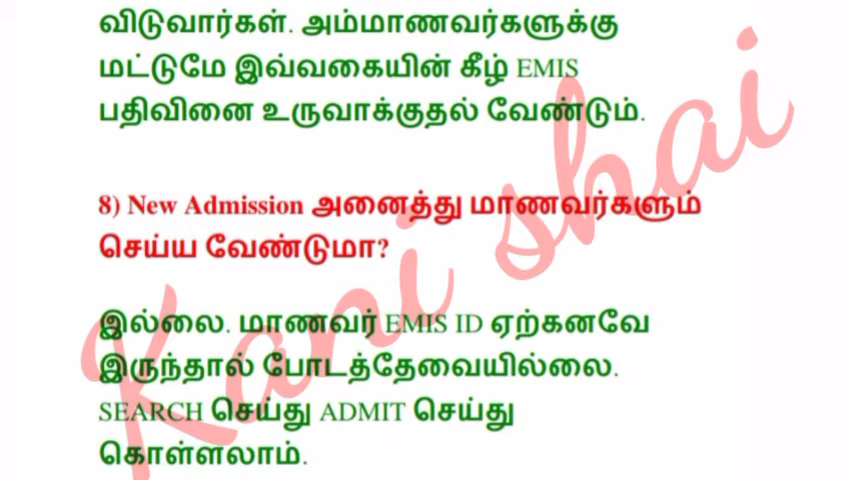 விடுவார்கள். அம்மாணவர்களுக்கு
மட்டுமே இவ்வகையின் கீழ் EMIS
பதிவினை உருவாக்குதல் வேண்டும்.
8) New Admission அனைத்து மாணவர்களும்
செய்ய வேண்டுமா?
இல்லை. மாணவர் EMIS ID ஏற்கனவே
இருந்தால் போடத்தேவையில்லை.
SEARCH செய்து ADMIT செய்து
கொள்ளலாம்.
Kani shai